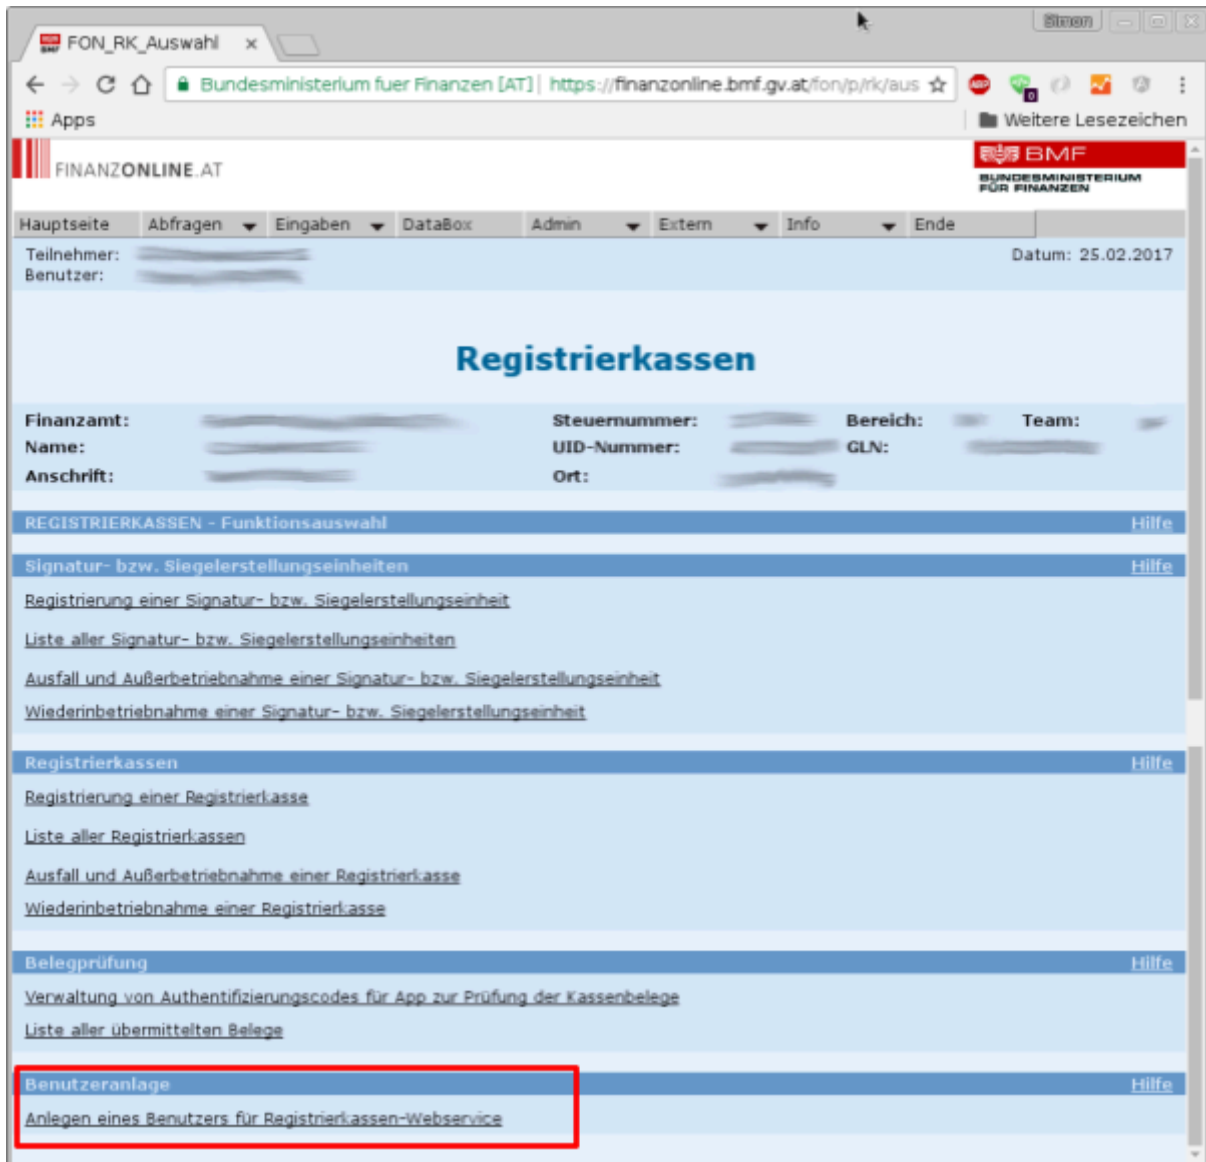 Simon
FON_RK_Auswahl
Bundesministerium fuer Finanzen [AT] https://finanzonline.bmf.gv.at/fon/p/rk/aus
ABP 0
Apps Weitere Lesezeichen
FINANZONLINE.AT
BMF
BUNDESMINISTERIUM
FÜR FINANZEN
Hauptseite Abfragen Eingaben DataBox Admin Extern Info Ende
Teilnehmer: Datum: 25.02.2017
Benutzer:
Registrierkassen
Finanzamt: Steuernummer: Bereich: Team:
Name: UID-Nummer: GLN:
Anschrift: Ort:
REGISTRIERKASSEN - Funktionsauswahl Hilfe
Signatur- bzw. Siegelerstellungseinheiten Hilfe
Registrierung einer Signatur- bzw. Siegelerstellungseinheit
Liste aller Signatur- bzw. Siegelerstellungseinheiten
Ausfall und Außerbetriebnahme einer Signatur- bzw. Siegelerstellungseinheit
Wiederinbetriebnahme einer Signatur- bzw. Siegelerstellungseinheit
Registrierkassen Hilfe
Registrierung einer Registrierkasse
Liste aller Registrierkassen
Ausfall und Außerbetriebnahme einer Registrierkasse
Wiederinbetriebnahme einer Registrierkasse
Belegprüfung Hilfe
Verwaltung von Authentifizierungscodes für App zur Prüfung der Kassenbelege
Liste aller übermittelten Belege
Benutzeranlage Hilfe
Anlegen eines Benutzers für Registrierkassen-Webservice